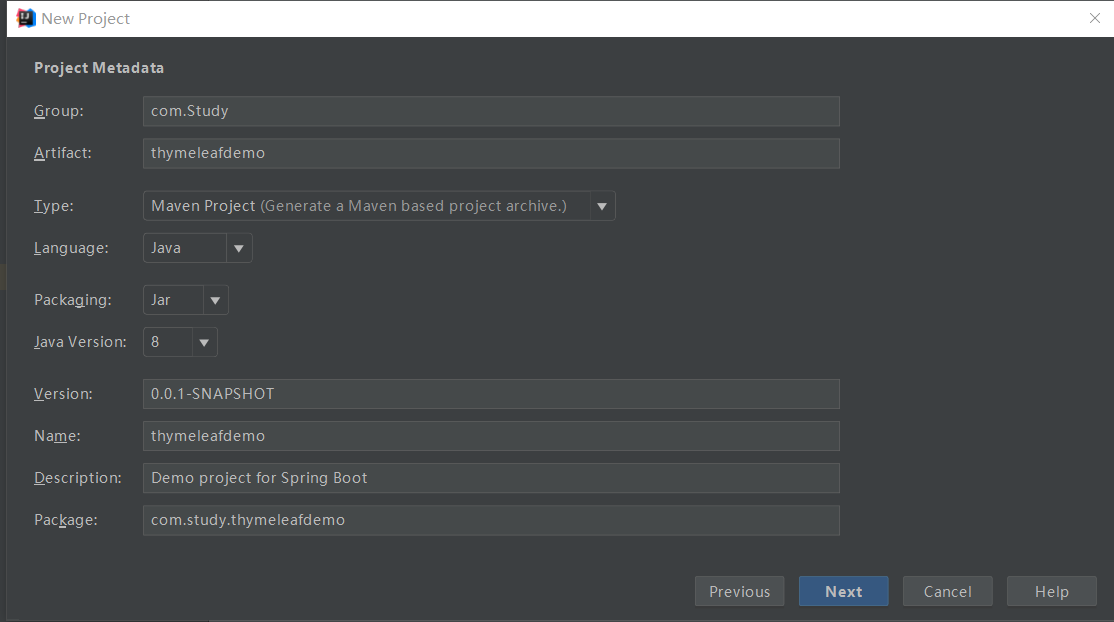 New Project
Project Metadata
Group: com.Study
Artifact: thymeleafdemo
Type: Maven Project (Generate a Maven based project archive.)
Language: Java
Packaging: Jar
Java Version: 8
Version: 0.0.1-SNAPSHOT
Name: thymeleafdemo
Description: Demo project for Spring Boot
Package: com.study.thymeleafdemo
Previous Next Cancel Help